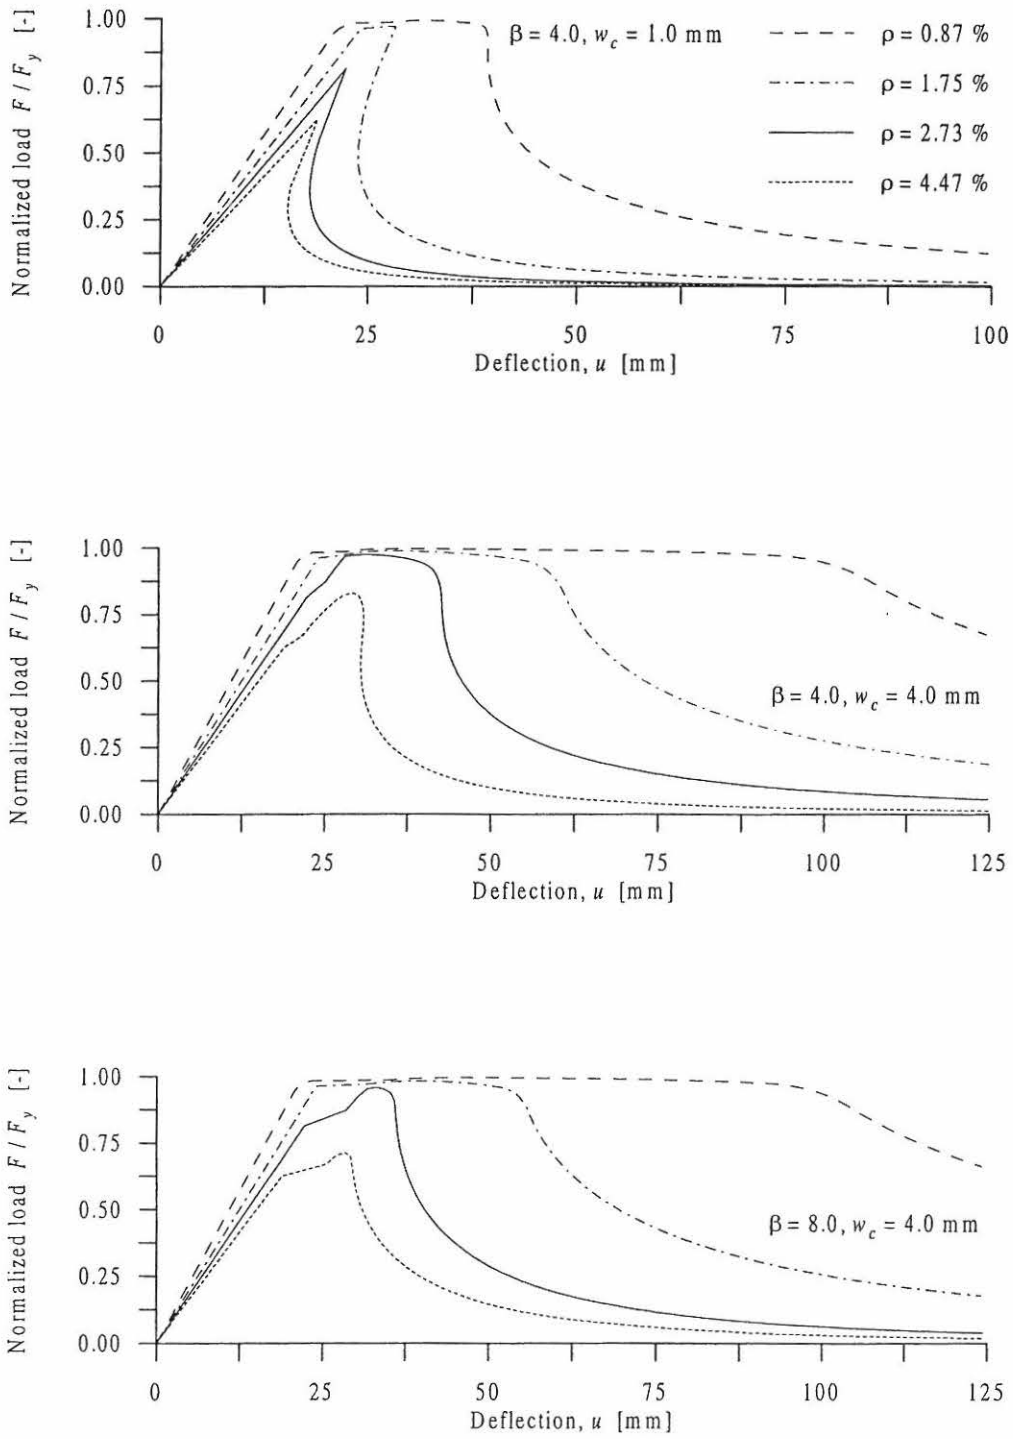 Normalized load F / F_y [-]
1.00
0.75
0.50
0.25
0.00
β = 4.0, w_c = 1.0 mm
ρ = 0.87 %
ρ = 1.75 %
ρ = 2.73 %
ρ = 4.47 %
0 25 50 75 100
Deflection, u [mm]
Normalized load F / F_y [-]
1.00
0.75
0.50
0.25
0.00
β = 4.0, w_c = 4.0 mm
0 25 50 75 100 125
Deflection, u [mm]
Normalized load F / F_y [-]
1.00
0.75
0.50
0.25
0.00
β = 8.0, w_c = 4.0 mm
0 25 50 75 100 125
Deflection, u [mm]